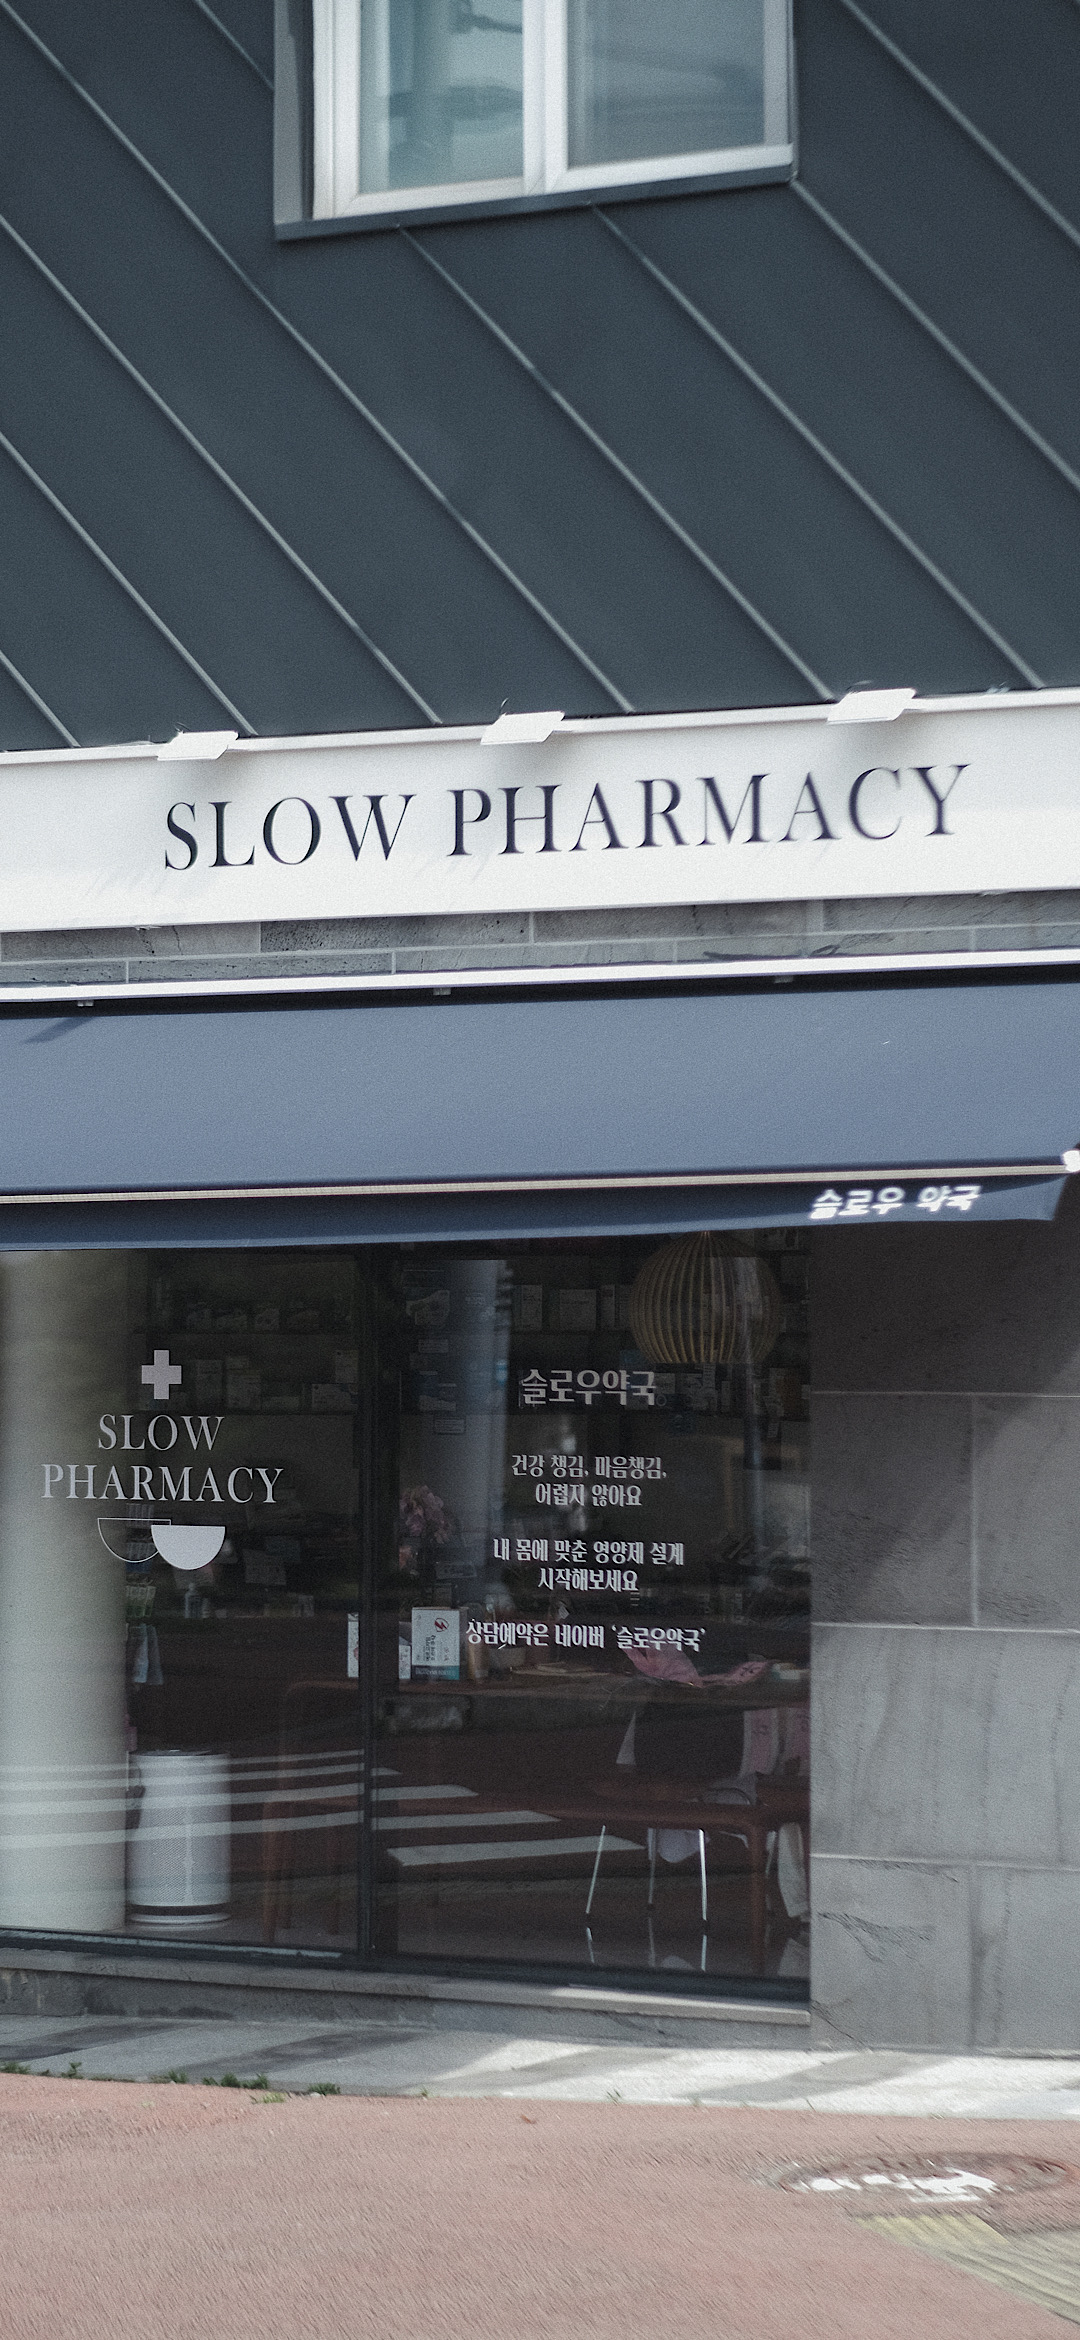 SLOW PHARMACY
슬로우 약국
SLOW
PHARMACY
슬로우약국
건강 챙김, 마음챙김,
어렵지 않아요
내 몸에 맞춘 영양제 설계
시작해보세요
상담예약은 네이버 '슬로우약국'